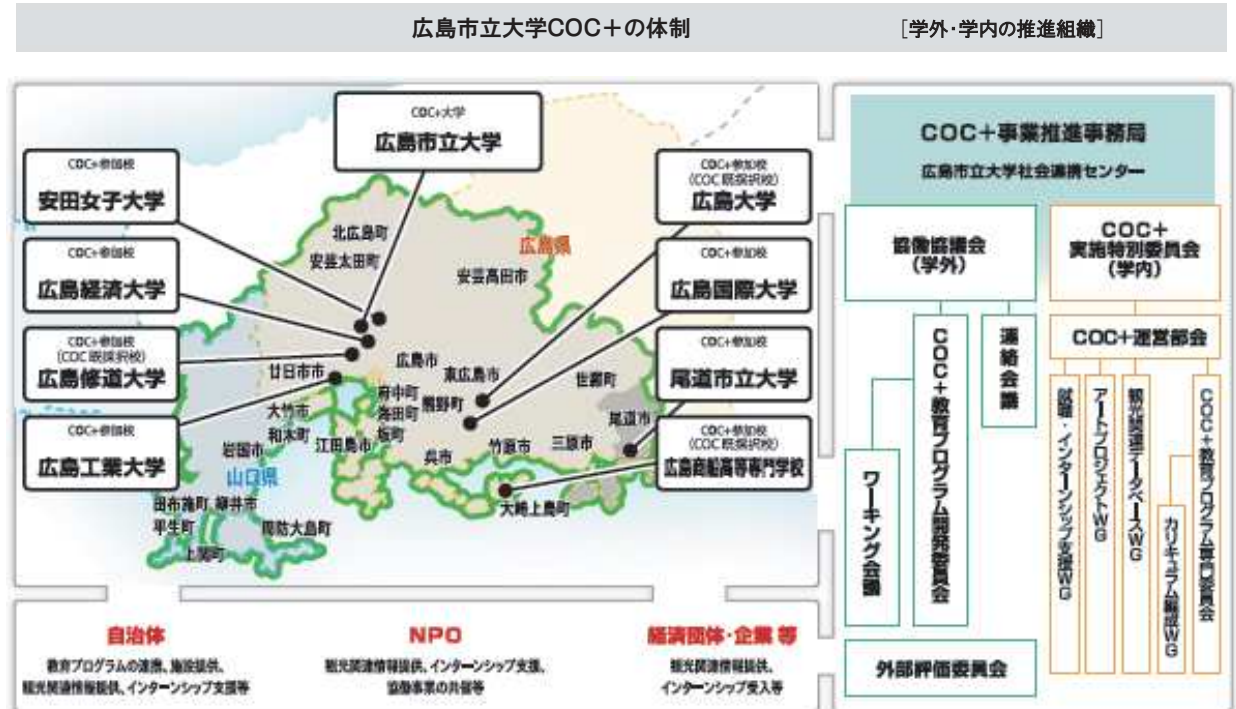 広島市立大学COC+の体制
[学外・学内の推進組織]
COC+大学
広島市立大学
COC+参加校
安田女子大学
COC+参加校
広島経済大学
COC+参加校
(COC既採択校)
広島修道大学
COC+参加校
広島工業大学
COC+参加校
(COC既採択校)
広島大学
COC+参加校
広島国際大学
COC+参加校
尾道市立大学
COC+参加校
(COC既採択校)
広島商船高等専門学校
広島県
北広島町
安芸太田町
安芸高田市
広島市
東広島市
世羅町
廿日市市
府中町
海田町
坂町
熊野町
尾道市
大竹市
和木町
江田島市
岩国市
呉市
竹原市
三原市
山口県
大崎上島町
田布施町
柳井市
平生町
周防大島町
上関町
自治体
教育プログラムの連携、施設提供、
観光関連情報提供、インターンシップ支援等
NPO
観光関連情報提供、インターンシップ支援、
協働事業の共催等
経済団体・企業 等
観光関連情報提供、
インターンシップ受入等
COC+事業推進事務局
広島市立大学社会連携センター
協働協議会
(学外)
COC+
実施特別委員会
(学内)
COC+教育プログラム開発委員会
連絡会議
ワーキング会議
外部評価委員会
COC+運営部会
就職・インターンシップ支援WG
アートプロジェクトWG
観光関連データベースWG
カリキュラム編成WG
COC+教育プログラム専門委員会